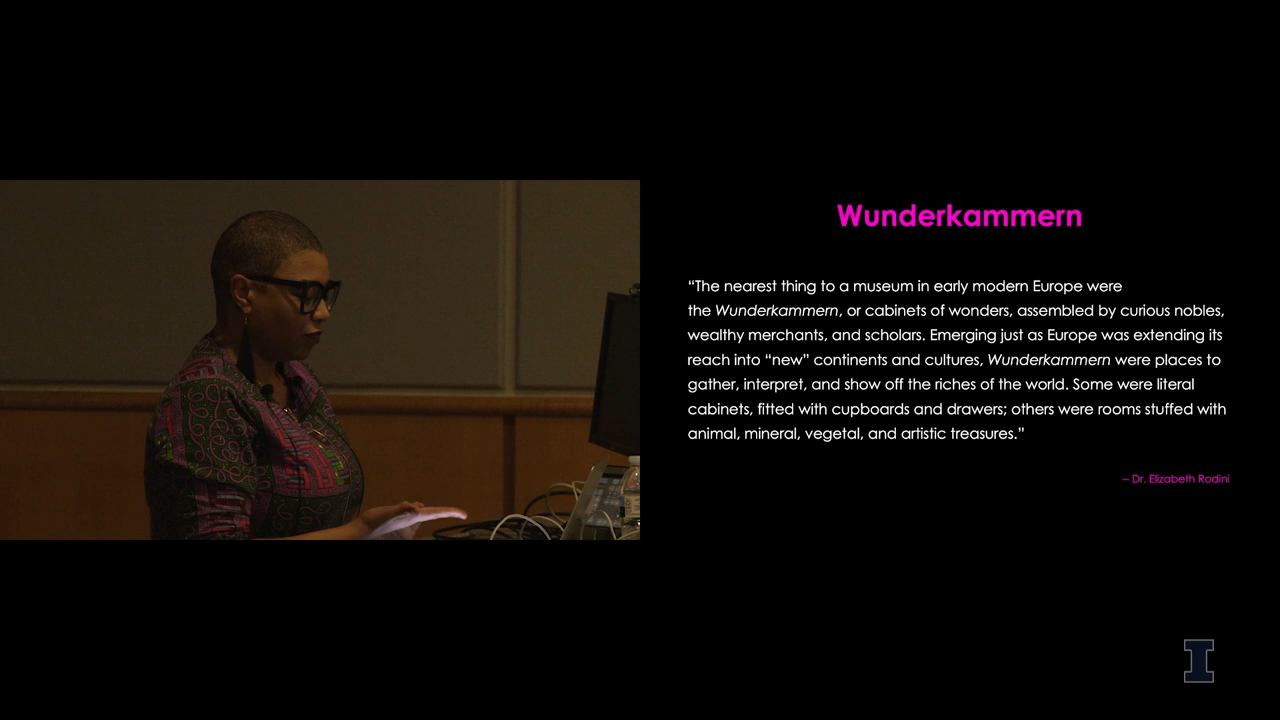 Wunderkammern
“The nearest thing to a museum in early modern Europe were
the Wunderkammern, or cabinets of wonders, assembled by curious nobles,
wealthy merchants, and scholars. Emerging just as Europe was extending its
reach into “new” continents and cultures, Wunderkammern were places to
gather, interpret, and show off the riches of the world. Some were literal
cabinets, fitted with cupboards and drawers; others were rooms stuffed with
animal, mineral, vegetal, and artistic treasures.”
– Dr. Elizabeth Rodini
I